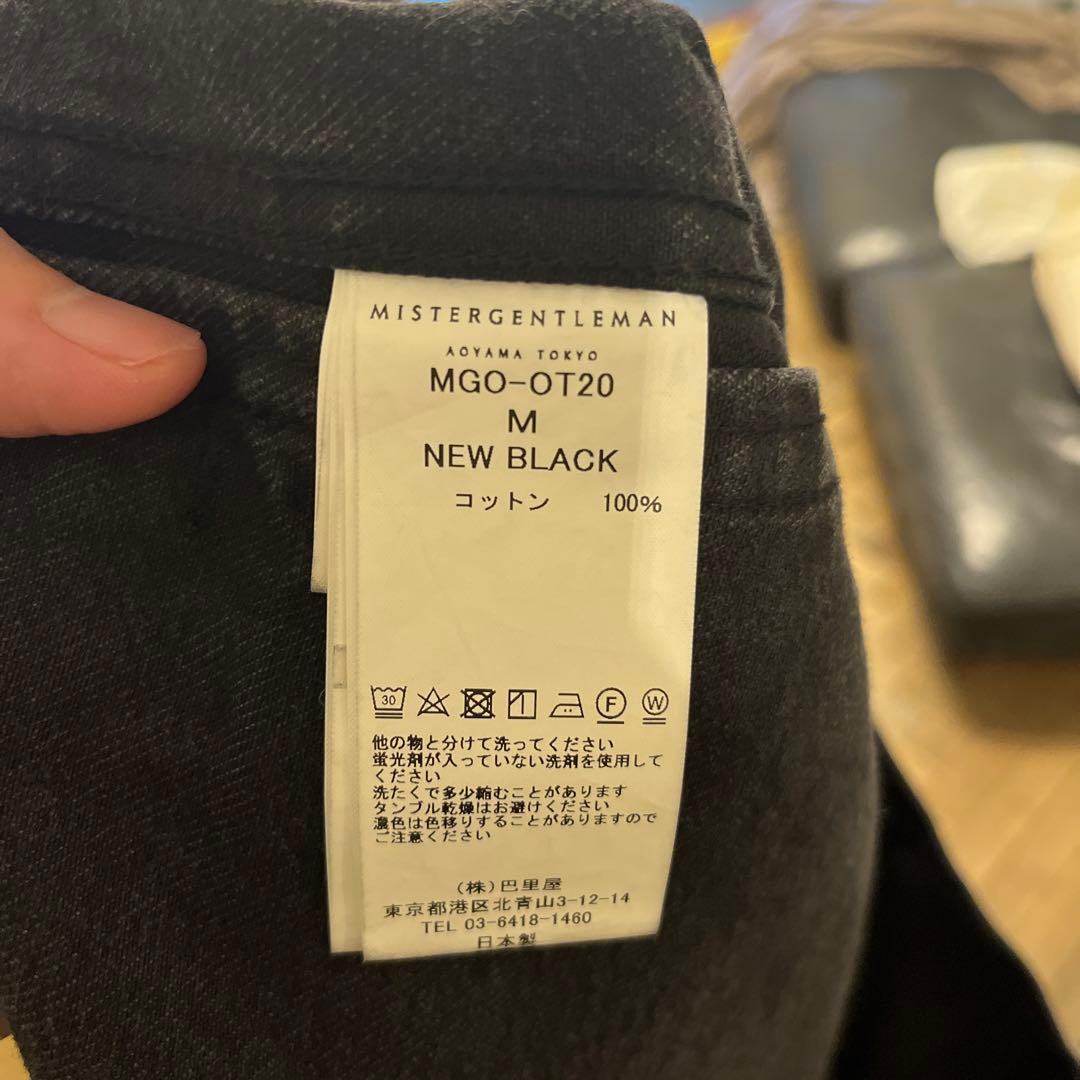 MISTERGENTLEMAN
AOYAMA TOKYO
MGO-OT20
M
NEW BLACK
コットン 100%
30
F
W
他の物と分けて洗ってください
蛍光剤が入っていない洗剤を使用して
ください
洗たくで多少縮むことがあります
タンブル乾燥はお避けください
濃色は色移りすることがありますので
ご注意ください
(株)巴里屋
東京都港区北青山3-12-14
TEL 03-6418-1460
日本製